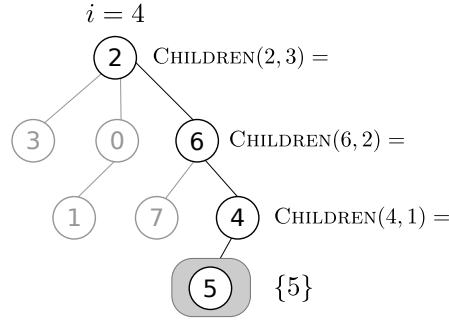 i = 4
2 CHILDREN(2, 3) =
3 0 6 CHILDREN(6, 2) =
1 7 4 CHILDREN(4, 1) =
5 {5}